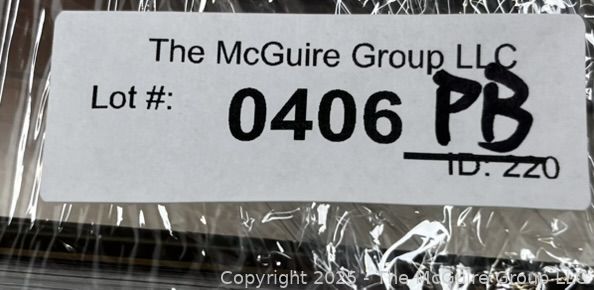 The McGuire Group LLC
Lot #: 0406 PB
ID: 220
Copyright 2025 - The McGuire Group LLC